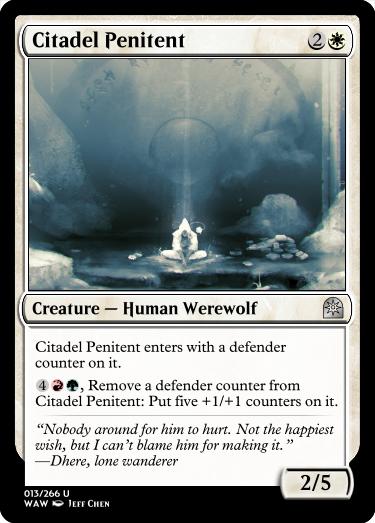 Citadel Penitent
2
Creature — Human Werewolf
Citadel Penitent enters with a defender
counter on it.
4, Remove a defender counter from
Citadel Penitent: Put five +1/+1 counters on it.
“Nobody around for him to hurt. Not the happiest
wish, but I can’t blame him for making it.”
—Dhere, lone wanderer
2/5
013/266 U
WAW Jeff Chen